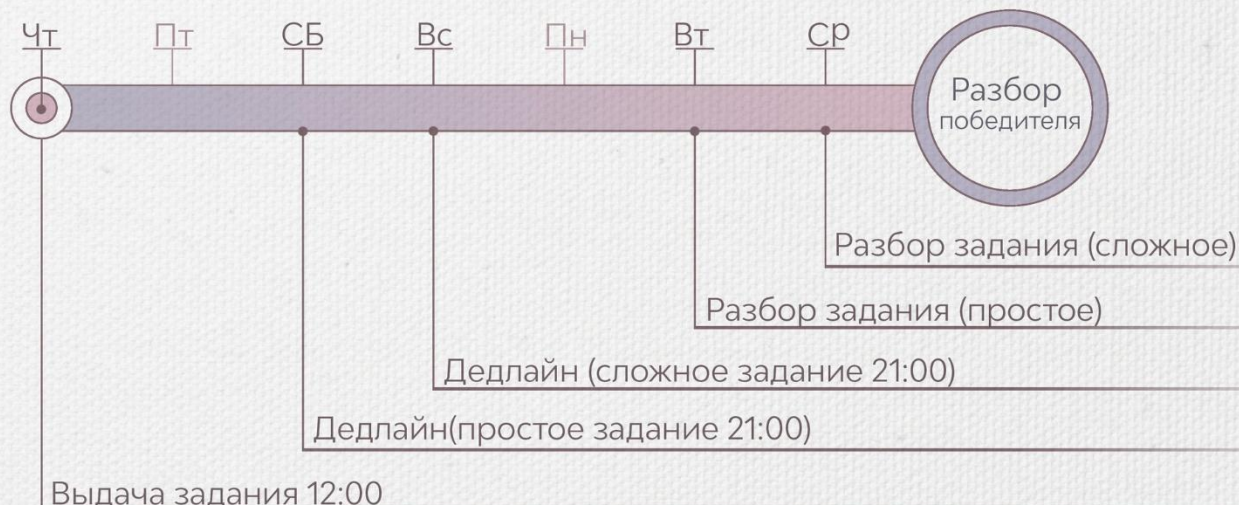 Чт Пт СБ Вс Пн Вт Ср
Разбор
победителя
Разбор задания (сложное)
Разбор задания (простое)
Дедлайн (сложное задание 21:00)
Дедлайн(простое задание 21:00)
Выдача задания 12:00